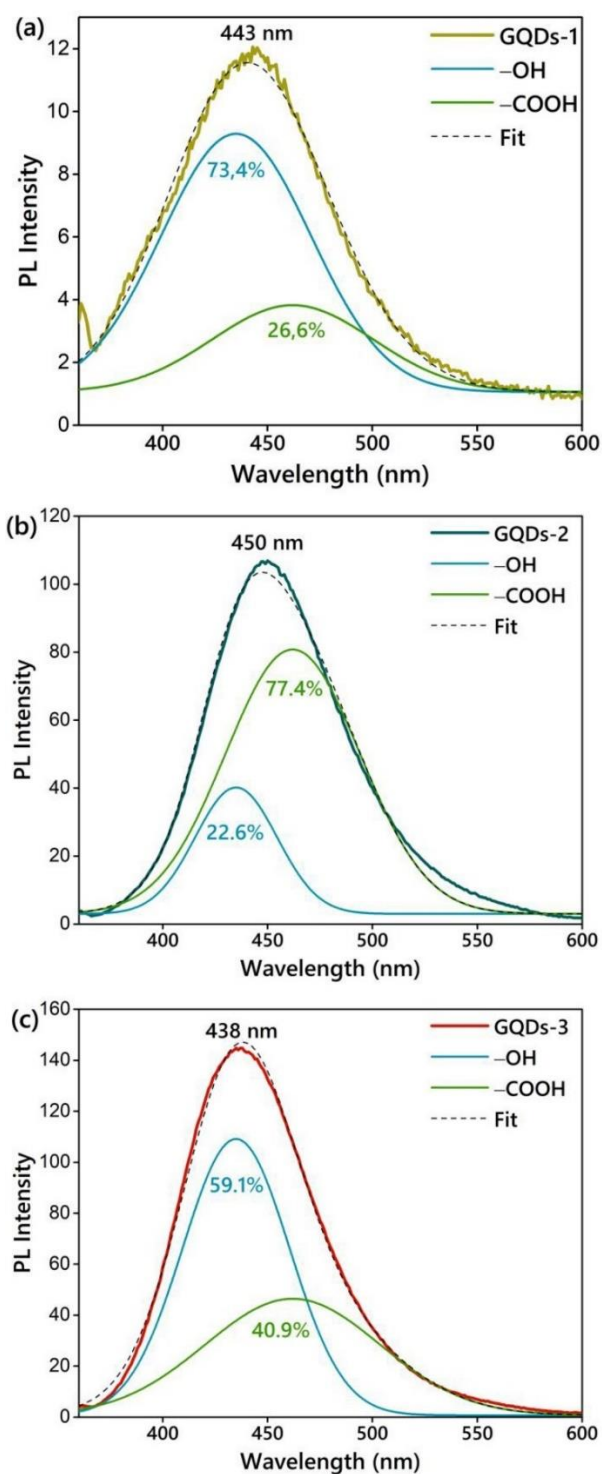 (a)
443 nm
GQDs-1
–OH
–COOH
Fit
73,4%
26,6%
PL Intensity
12
10
8
6
4
2
0
400 450 500 550 600
Wavelength (nm)
(b)
450 nm
GQDs-2
–OH
–COOH
Fit
77.4%
22.6%
PL Intensity
120
100
80
60
40
20
0
400 450 500 550 600
Wavelength (nm)
(c)
438 nm
GQDs-3
–OH
–COOH
Fit
59.1%
40.9%
PL Intensity
160
140
120
100
80
60
40
20
0
400 450 500 550 600
Wavelength (nm)